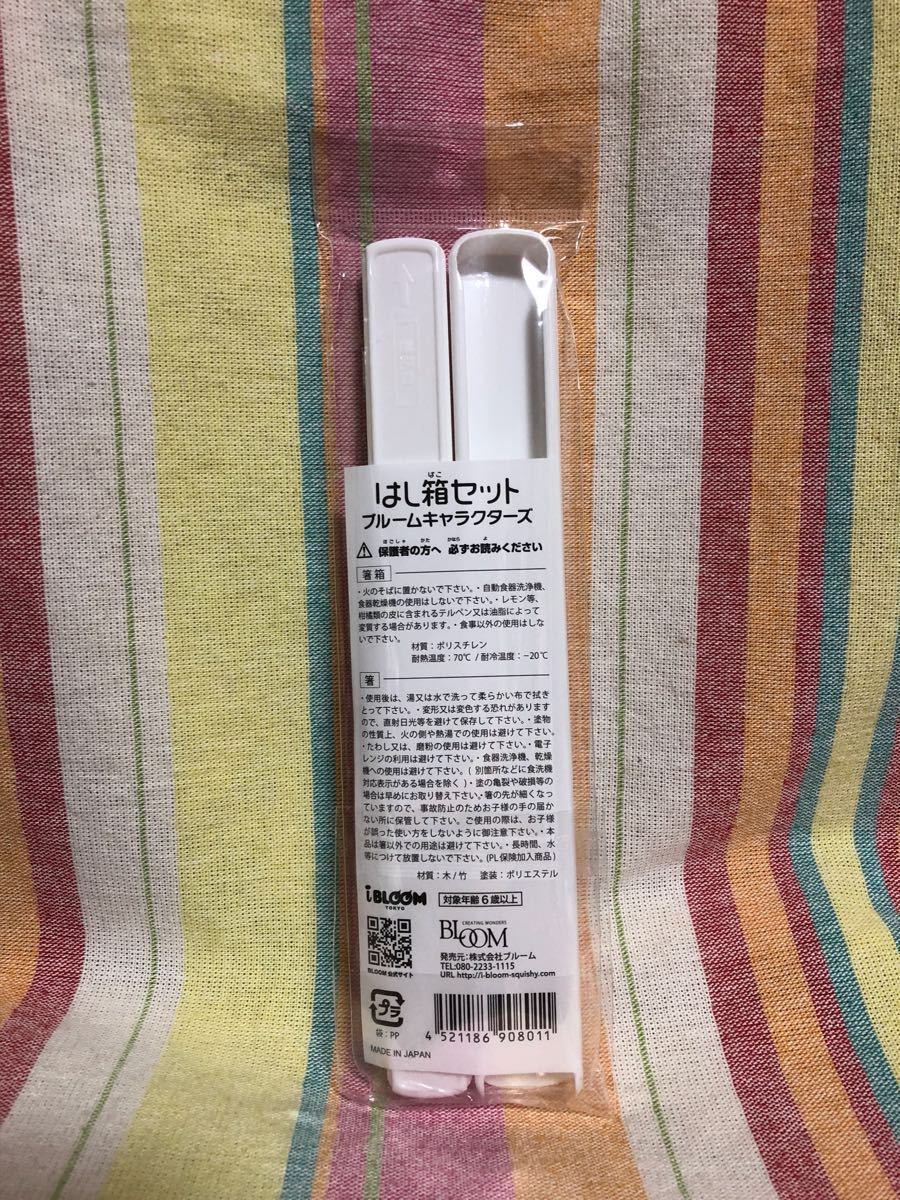 はし箱セット
ばこ
ブルームキャラクターズ
ほごしゃ かた かなら よ
⚠ 保護者の方へ 必ずお読みください
箸箱
・火のそばに置かないで下さい。・自動食器洗浄機、
食器乾燥機の使用はしないで下さい。・レモン等、
柑橘類の皮に含まれるテルペン又は油脂によって
変質する場合があります。・食事以外の使用はしな
いで下さい。
材質：ポリスチレン
耐熱温度：70℃ / 耐冷温度：-20℃
箸
・使用後は、湯又は水で洗って柔らかい布で拭き
とって下さい。・変形又は変色する恐れがあります
ので、直射日光等を避けて保存して下さい。・塗物
の性質上、火の側や熱湯での使用は避けて下さい。
・たわし又は、磨粉の使用は避けて下さい。・電子
レンジの利用は避けて下さい。・食器洗浄機、乾燥
機への使用は避けて下さい。( 別箇所などに食洗機
対応表示がある場合を除く )・塗の亀裂や破損等の
場合は早めにお取り替え下さい。・箸の先が細くなっ
ていますので、事故防止のためお子様の手の届か
ない所に保管して下さい。ご使用の際は、お子様
が誤った使い方をしないように御注意下さい。・本
品は箸以外での用途は避けて下さい。・長時間、水
等につけて放置しないで下さい。(PL保険加入商品)
材質：木/竹 塗装：ポリエステル
i BLOOM
TOKYO
対象年齢6歳以上
CREATING WONDERS
BLOOM
BLOOM公式サイト
発売元：株式会社ブルーム
TEL:080-2233-1115
URL http://i-bloom-squishy.com
プラ
袋：PP
4 521186 908011
MADE IN JAPAN